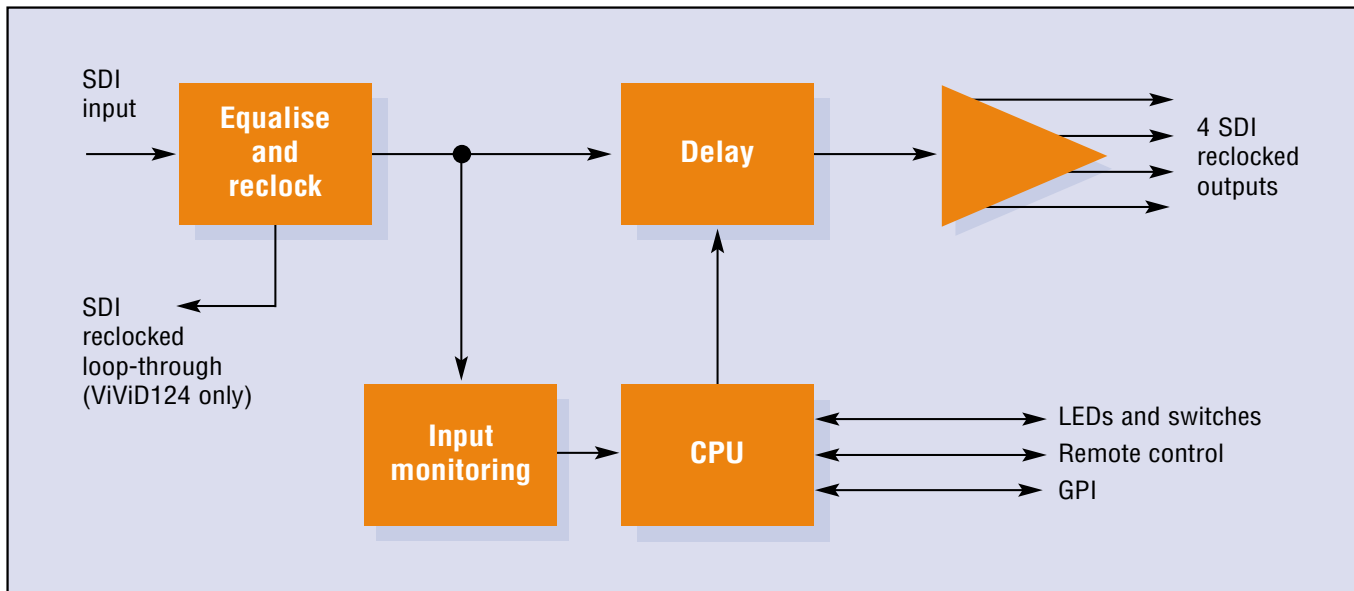 SDI
input
Equalise
and
reclock
Delay
4 SDI
reclocked
outputs
SDI
reclocked
loop-through
(ViViD124 only)
Input
monitoring
CPU
LEDs and switches
Remote control
GPI